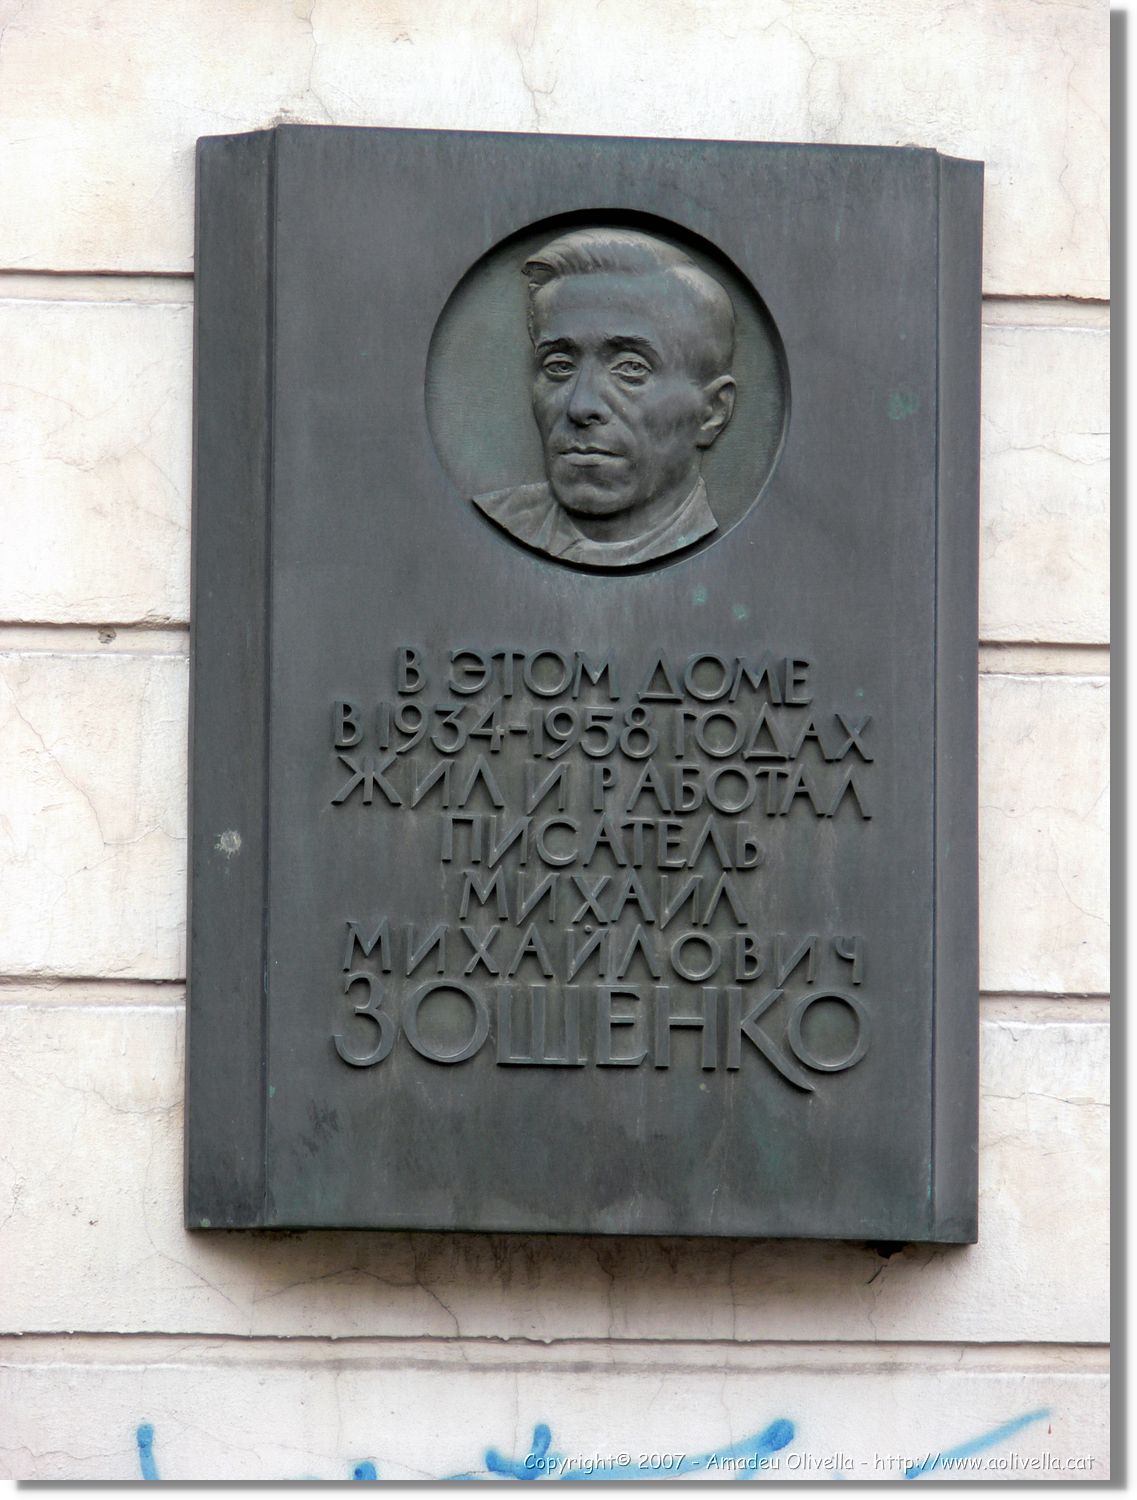 В ЭТОМ ДОМЕ
В 1934-1958 ГОДАХ
ЖИЛ И РАБОТАЛ
ПИСАТЕЛЬ
МИХАИЛ
МИХАЙЛОВИЧ
ЗОЩЕНКО
Copyright© 2007 - Amadeu Olivella - http://www.aolivella.cat